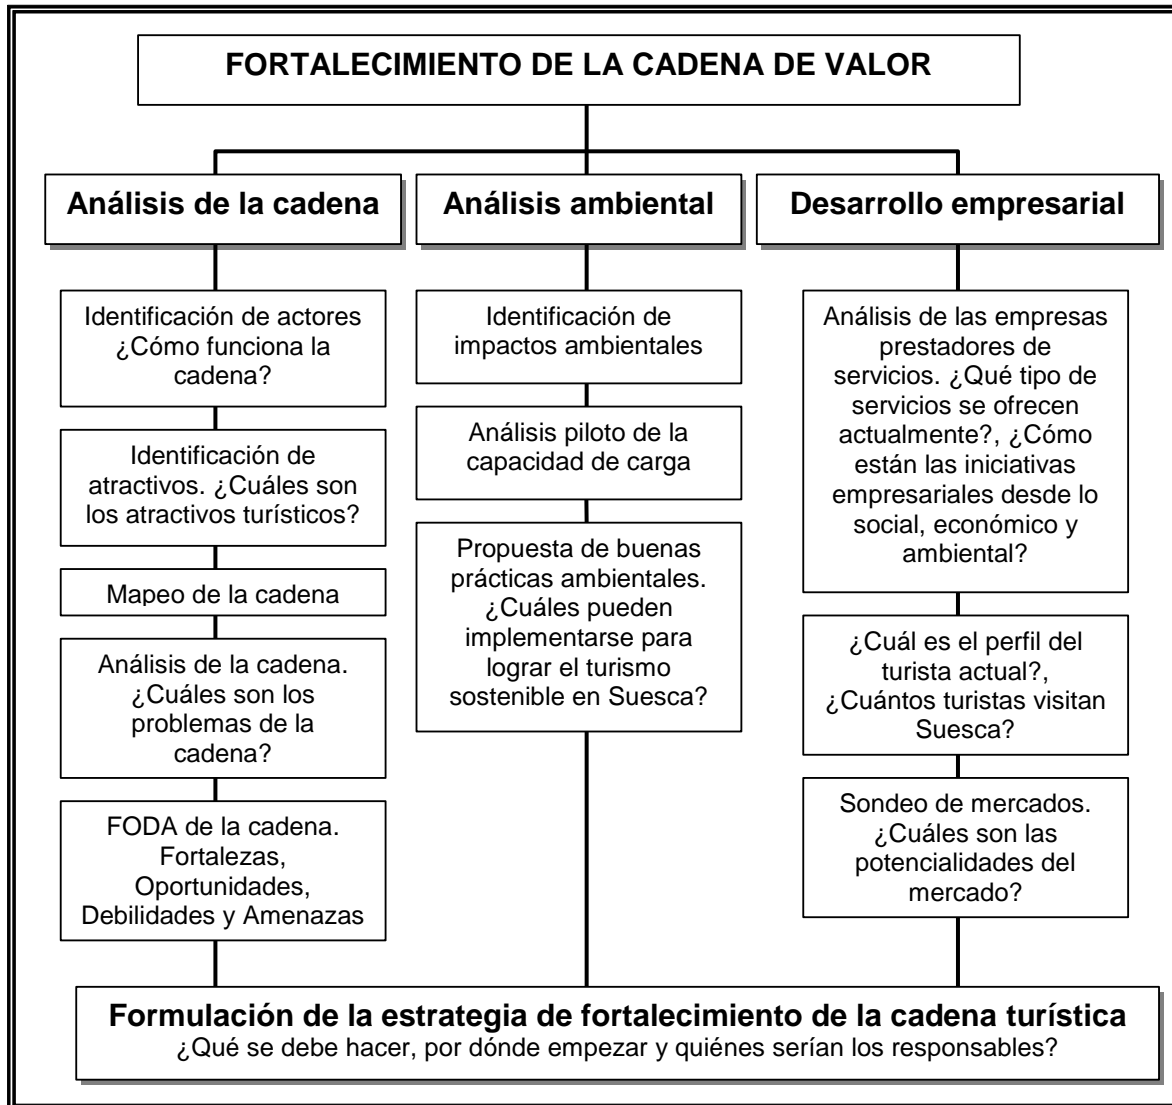 FORTALECIMIENTO DE LA CADENA DE VALOR
Análisis de la cadena
Identificación de actores
¿Cómo funciona la
cadena?
Identificación de
atractivos. ¿Cuáles son
los atractivos turísticos?
Mapeo de la cadena
Análisis de la cadena.
¿Cuáles son los
problemas de la
cadena?
FODA de la cadena.
Fortalezas,
Oportunidades,
Debilidades y Amenazas
Análisis ambiental
Identificación de
impactos ambientales
Análisis piloto de la
capacidad de carga
Propuesta de buenas
prácticas ambientales.
¿Cuáles pueden
implementarse para
lograr el turismo
sostenible en Suesca?
Desarrollo empresarial
Análisis de las empresas
prestadores de
servicios. ¿Qué tipo de
servicios se ofrecen
actualmente?, ¿Cómo
están las iniciativas
empresariales desde lo
social, económico y
ambiental?
¿Cuál es el perfil del
turista actual?,
¿Cuántos turistas visitan
Suesca?
Sondeo de mercados.
¿Cuáles son las
potencialidades del
mercado?
Formulación de la estrategia de fortalecimiento de la cadena turística
¿Qué se debe hacer, por dónde empezar y quiénes serían los responsables?